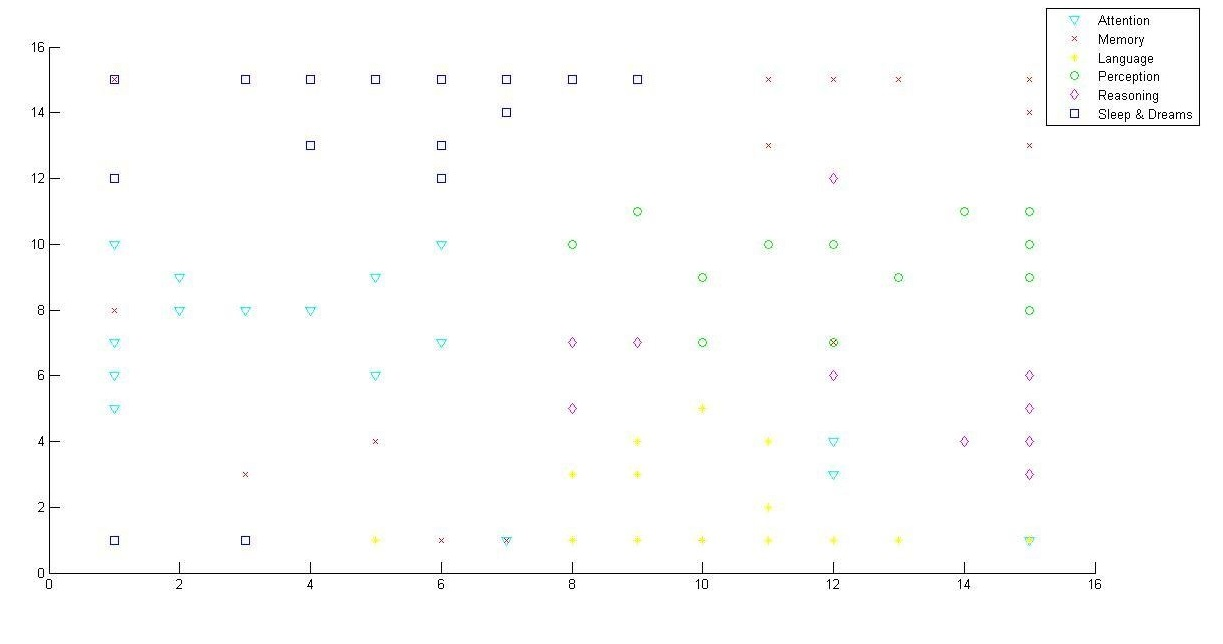 Attention
Memory
Language
Perception
Reasoning
Sleep & Dreams
16
14
12
10
8
6
4
2
0
0 2 4 6 8 10 12 14 16